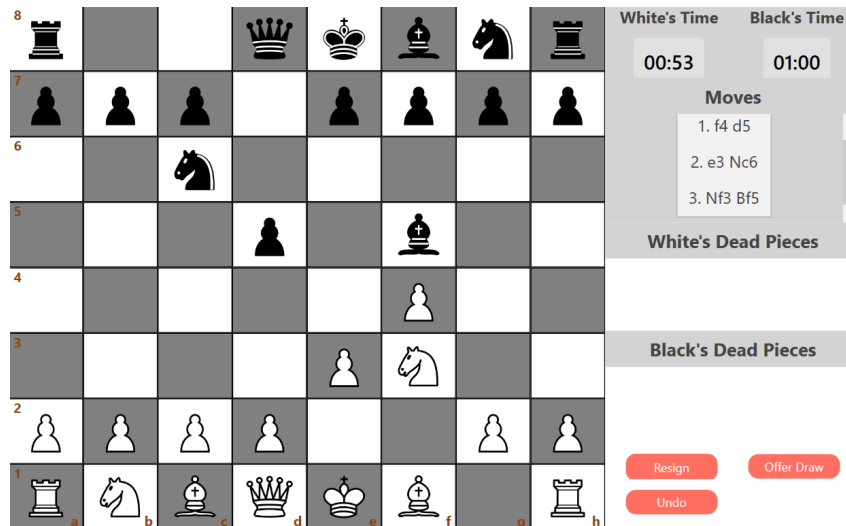 8
7
6
5
4
3
2
1
a b c d e f g h
White's Time Black's Time
00:53 01:00
Moves
1. f4 d5
2. e3 Nc6
3. Nf3 Bf5
White's Dead Pieces
Black's Dead Pieces
Resign Offer Draw
Undo